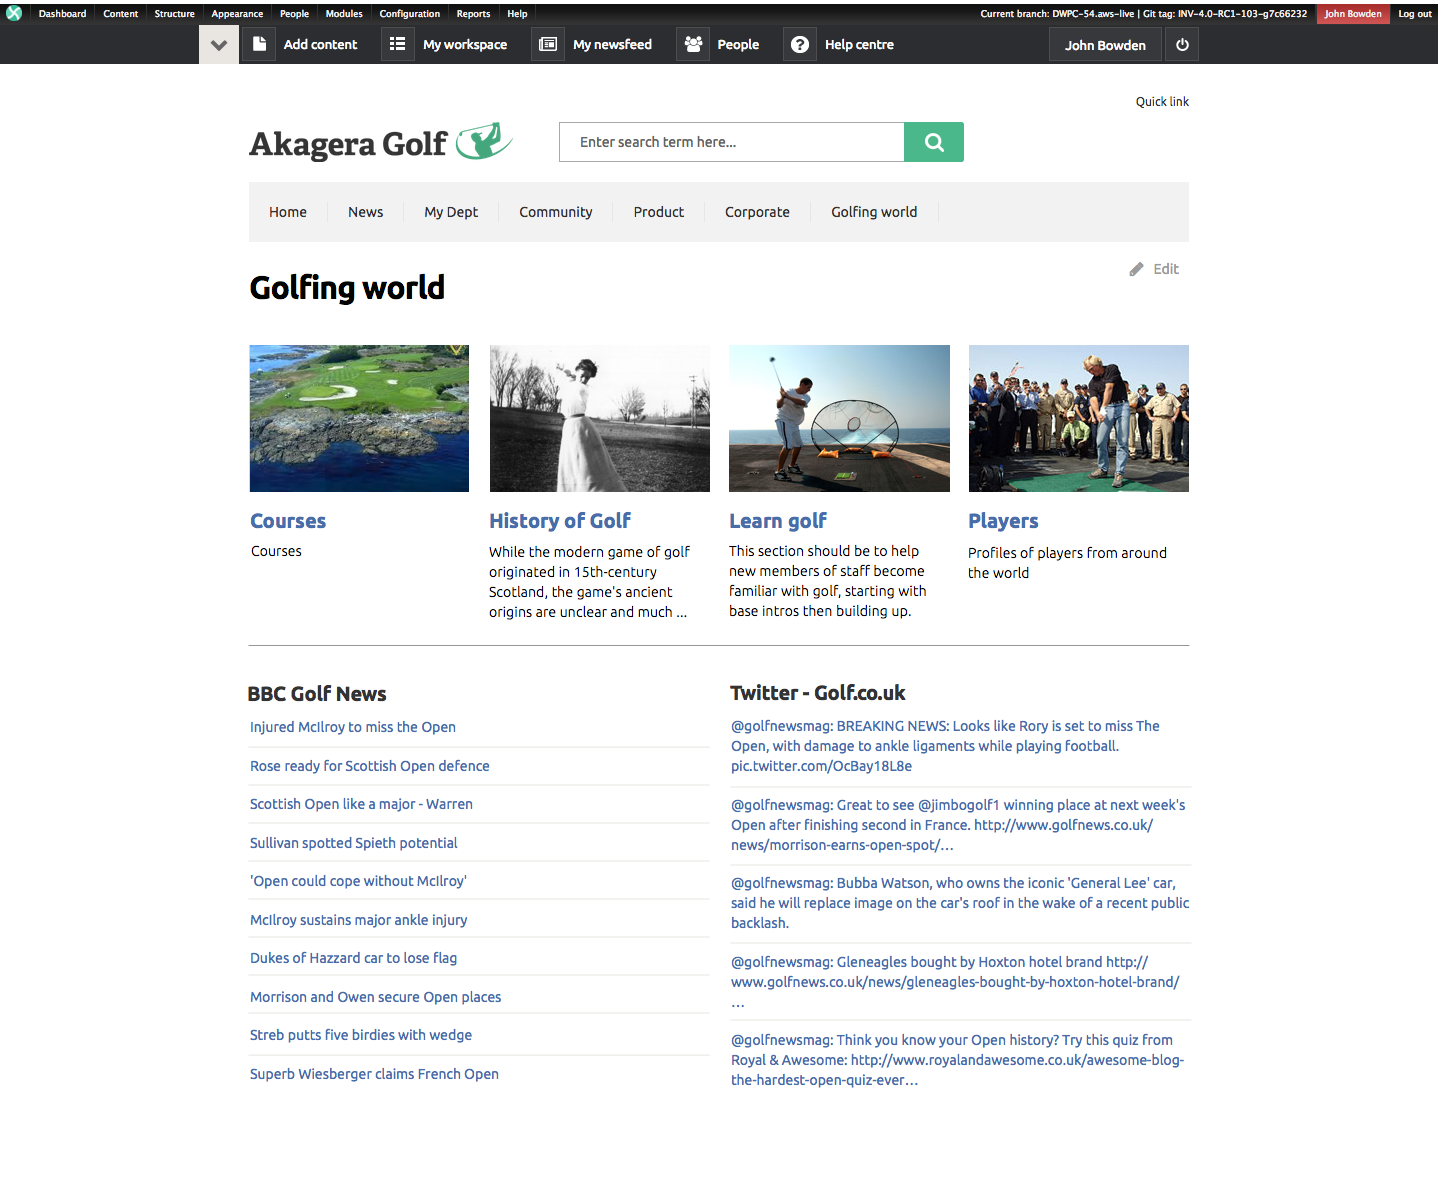 Dashboard Content Structure Appearance People Modules Configuration Reports Help Current branch: DWPC-54.aws-live | Git tag: INV-4.0-RC1-103-g7c66232 John Bowden Log out
Add content My workspace My newsfeed People Help centre John Bowden
Quick link
Akagera Golf Enter search term here...
Home News My Dept Community Product Corporate Golfing world
Edit
Golfing world
Courses
Courses
History of Golf
While the modern game of golf
originated in 15th-century
Scotland, the game's ancient
origins are unclear and much ...
Learn golf
This section should be to help
new members of staff become
familiar with golf, starting with
base intros then building up.
Players
Profiles of players from around
the world
BBC Golf News
Injured McIlroy to miss the Open
Rose ready for Scottish Open defence
Scottish Open like a major - Warren
Sullivan spotted Spieth potential
'Open could cope without McIlroy'
McIlroy sustains major ankle injury
Dukes of Hazzard car to lose flag
Morrison and Owen secure Open places
Streb putts five birdies with wedge
Superb Wiesberger claims French Open
Twitter - Golf.co.uk
@golfnewsmag: BREAKING NEWS: Looks like Rory is set to miss The
Open, with damage to ankle ligaments while playing football.
pic.twitter.com/OcBay18L8e
@golfnewsmag: Great to see @jimbogolf1 winning place at next week's
Open after finishing second in France. http://www.golfnews.co.uk/
news/morrison-earns-open-spot/…
@golfnewsmag: Bubba Watson, who owns the iconic 'General Lee' car,
said he will replace image on the car's roof in the wake of a recent public
backlash.
@golfnewsmag: Gleneagles bought by Hoxton hotel brand http://
www.golfnews.co.uk/news/gleneagles-bought-by-hoxton-hotel-brand/
…
@golfnewsmag: Think you know your Open history? Try this quiz from
Royal & Awesome: http://www.royalandawesome.co.uk/awesome-blog-
the-hardest-open-quiz-ever…